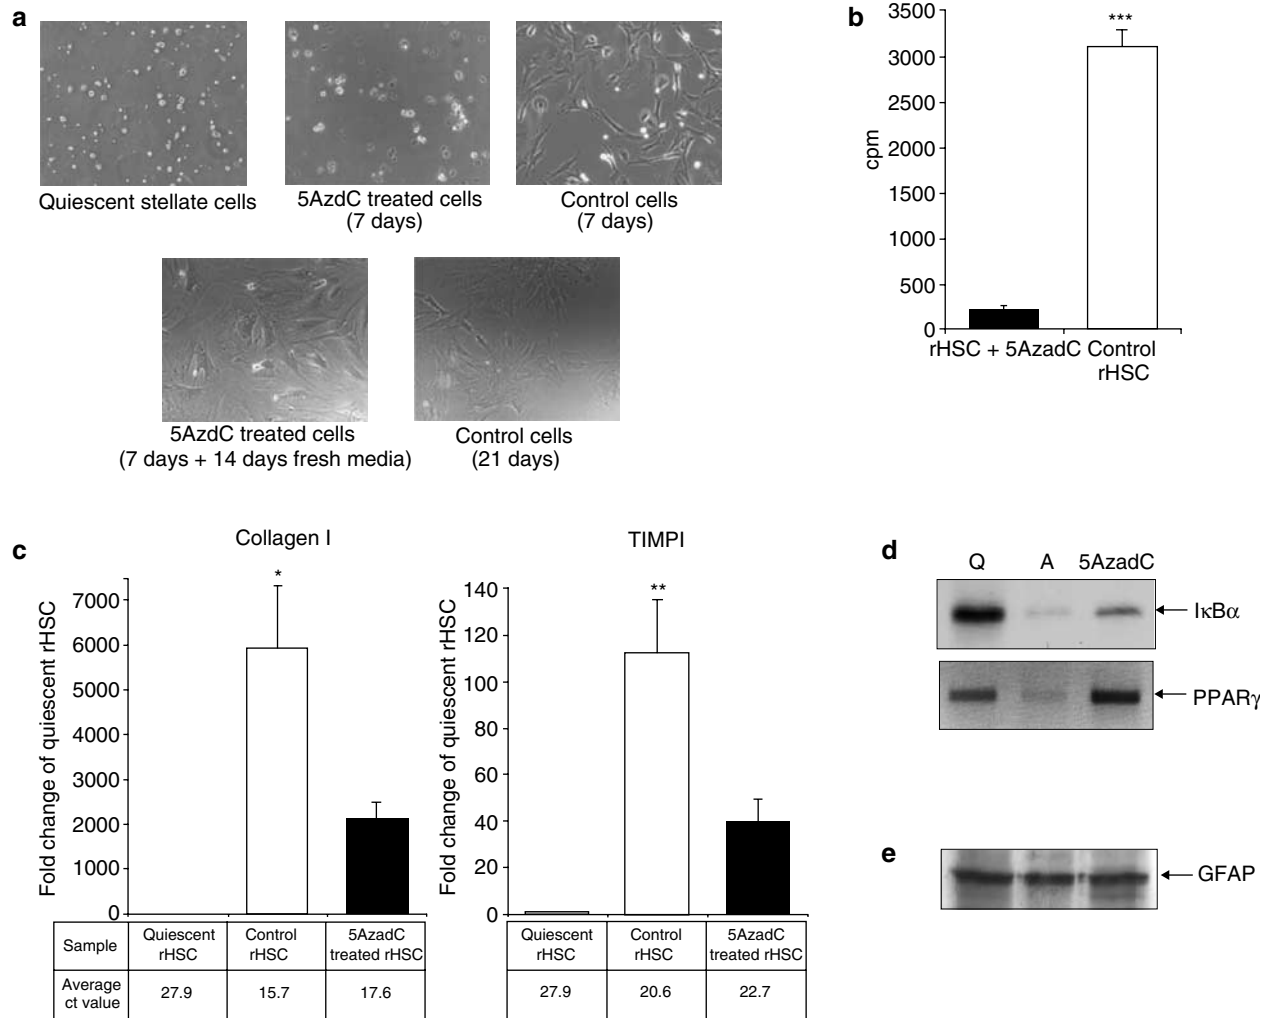 a
Quiescent stellate cells
5AzdC treated cells
(7 days)
Control cells
(7 days)
5AzdC treated cells
(7 days + 14 days fresh media)
Control cells
(21 days)
b
cpm
3500
3000
2500
2000
1500
1000
500
0
***
rHSC + 5AzadC
Control
rHSC
c
Collagen I
Fold change of quiescent rHSC
7000
6000
5000
4000
3000
2000
1000
0
*
Sample
Quiescent
rHSC
Control
rHSC
5AzadC
treated rHSC
Average
ct value
27.9
15.7
17.6
TIMPI
Fold change of quiescent rHSC
140
120
100
80
60
40
20
0
**
Quiescent
rHSC
Control
rHSC
5AzadC
treated rHSC
27.9
20.6
22.7
d
Q A 5AzadC
IκBα
PPARγ
e
GFAP